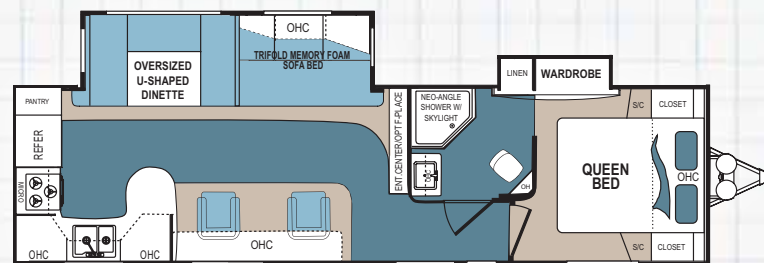 OHC
OVERSIZED
U-SHAPED
DINETTE
TRIFOLD MEMORY FOAM
SOFA BED
LINEN
WARDROBE
PANTRY
REFER
MICRO
ENT.CENTER/OPT F-PLACE
NEO-ANGLE
SHOWER W/
SKYLIGHT
S/C
CLOSET
QUEEN
BED
OHC
OHC
OH
OHC
OHC
OHC
S/C
CLOSET